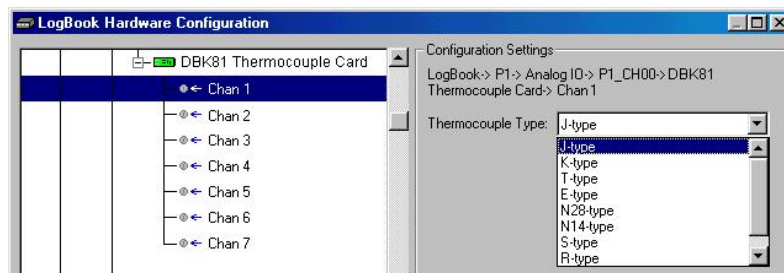 LogBook Hardware Configuration
DBK81 Thermocouple Card
Chan 1
Chan 2
Chan 3
Chan 4
Chan 5
Chan 6
Chan 7
Configuration Settings
LogBook-> P1-> Analog IO-> P1_CH00-> DBK81
Thermocouple Card-> Chan 1
Thermocouple Type: J-type
J-type
K-type
T-type
E-type
N28-type
N14-type
S-type
R-type